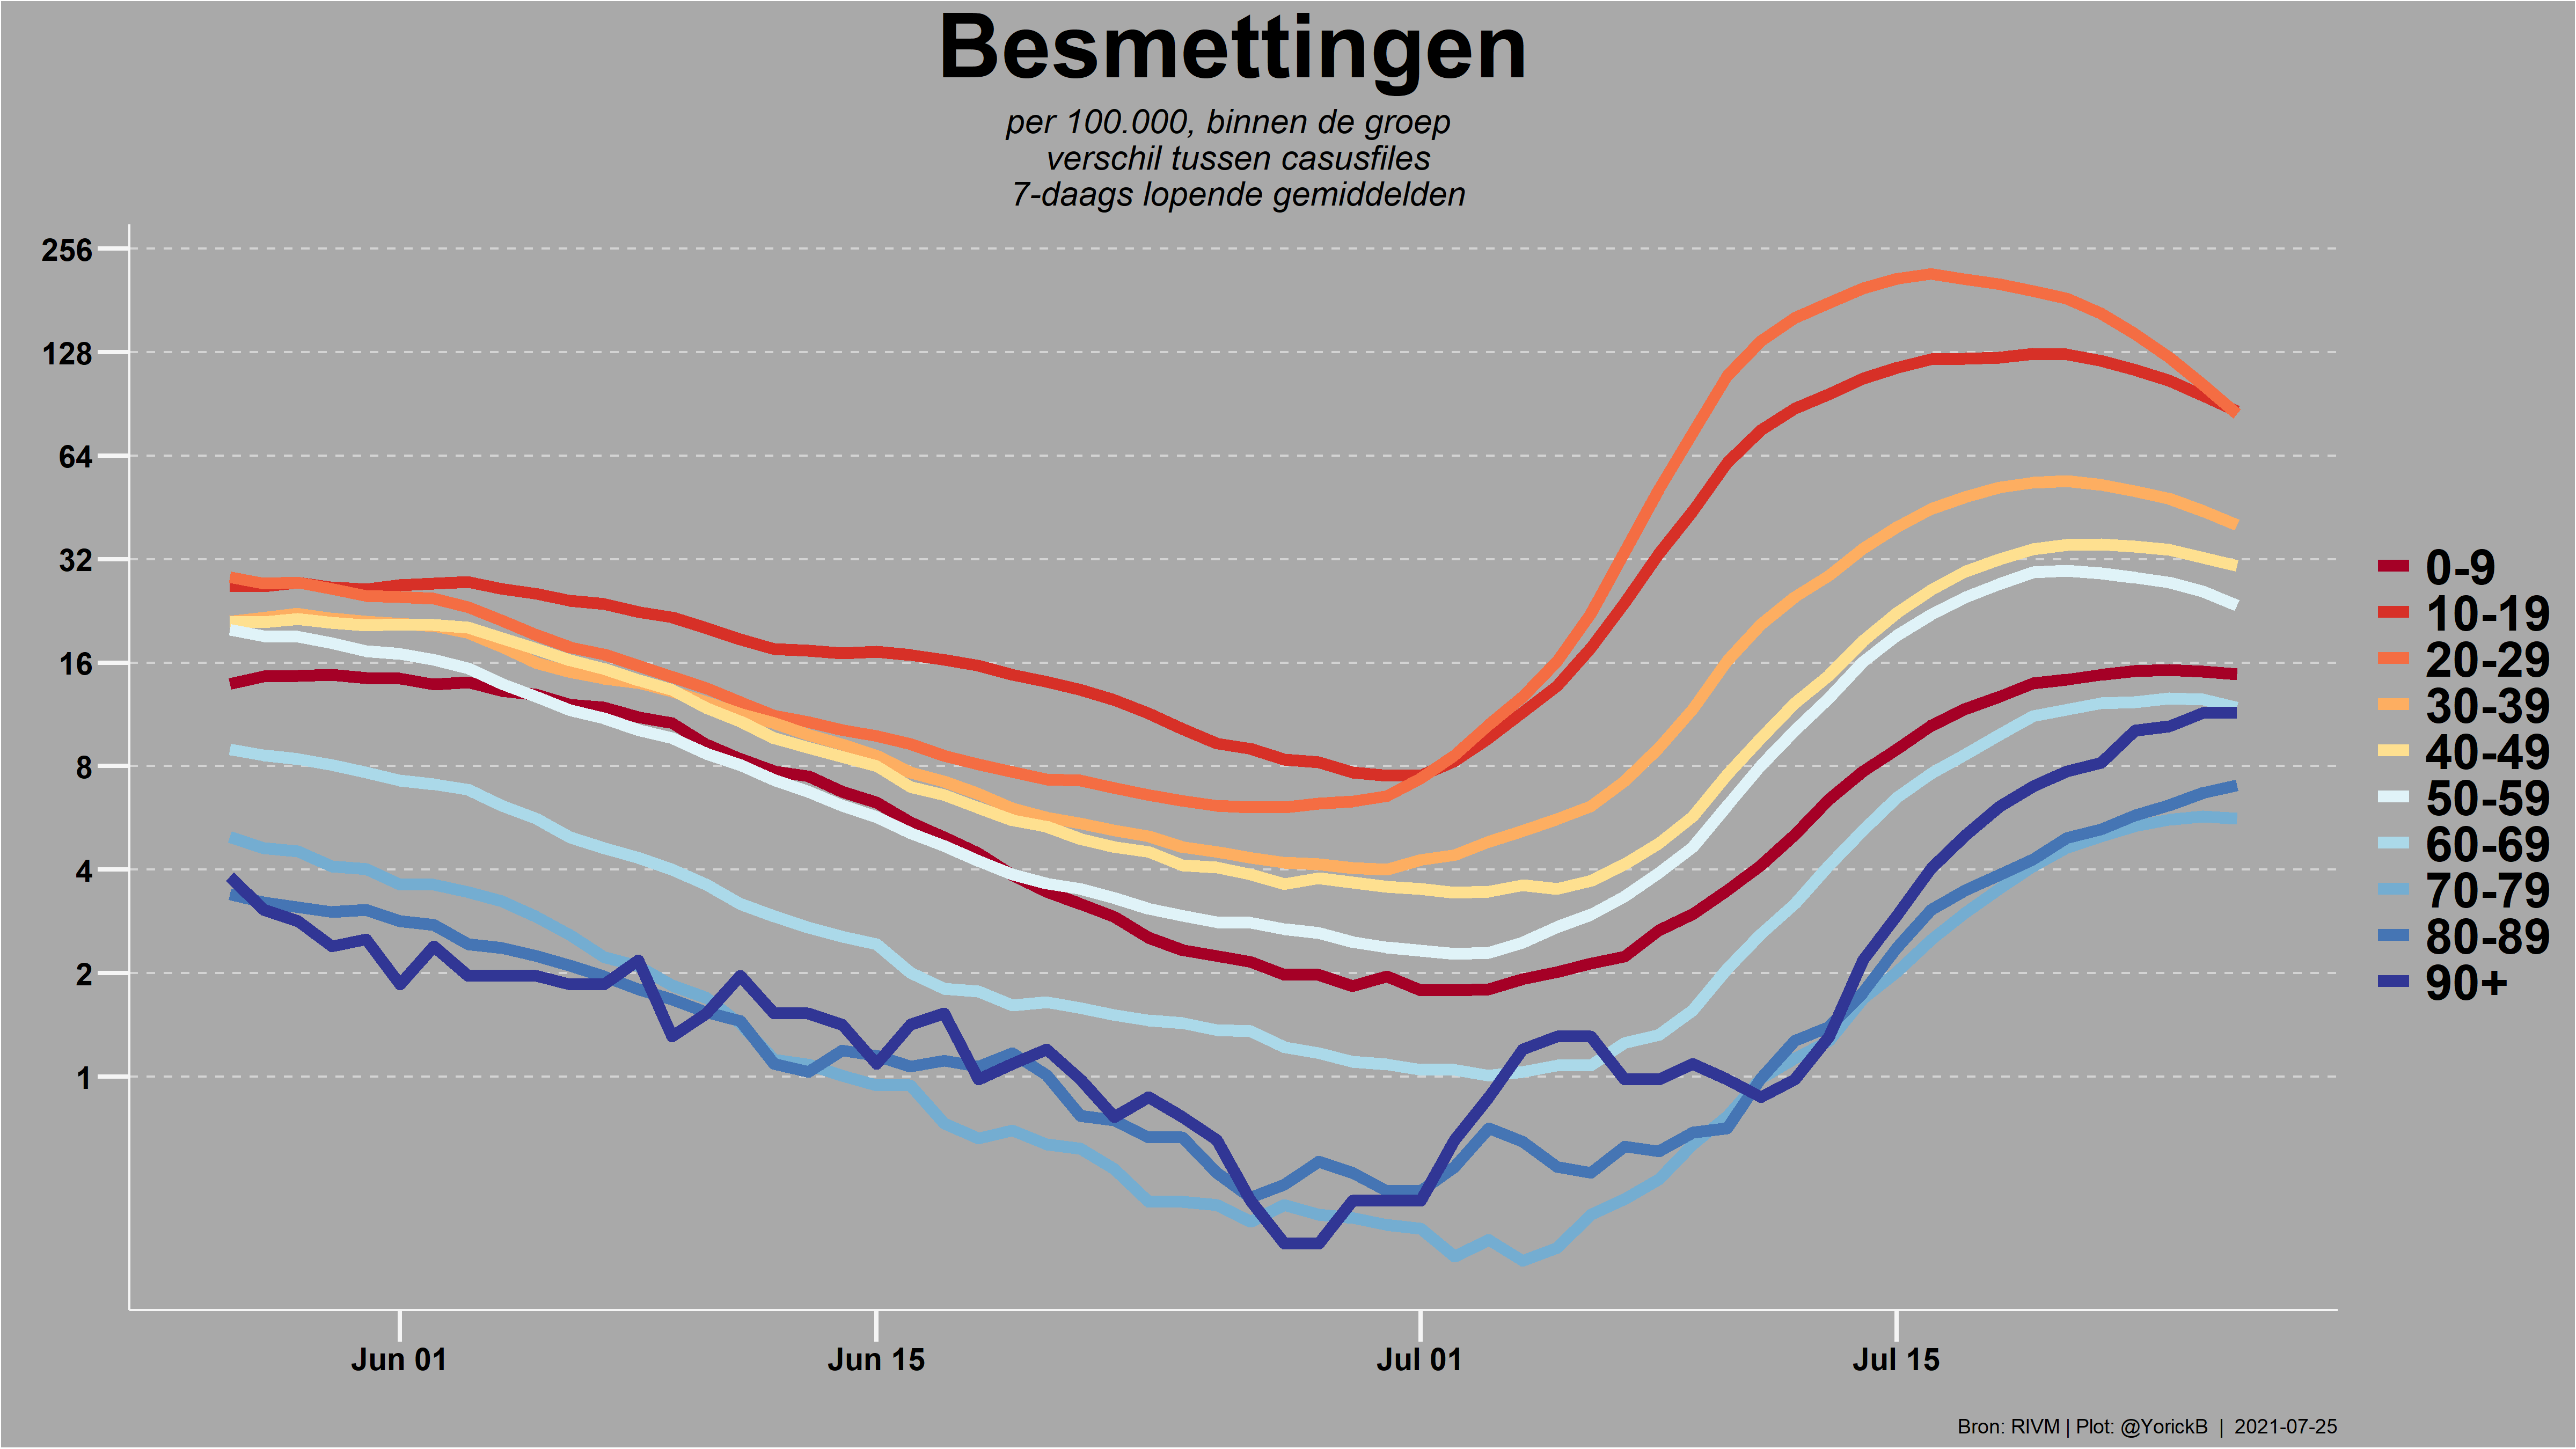 Besmettingen
per 100.000, binnen de groep
verschil tussen casusfiles
7-daags lopende gemiddelden
256
128
64
32
16
8
4
2
1
0-9
10-19
20-29
30-39
40-49
50-59
60-69
70-79
80-89
90+
Jun 01
Jun 15
Jul 01
Jul 15
Bron: RIVM | Plot: @YorickB | 2021-07-25